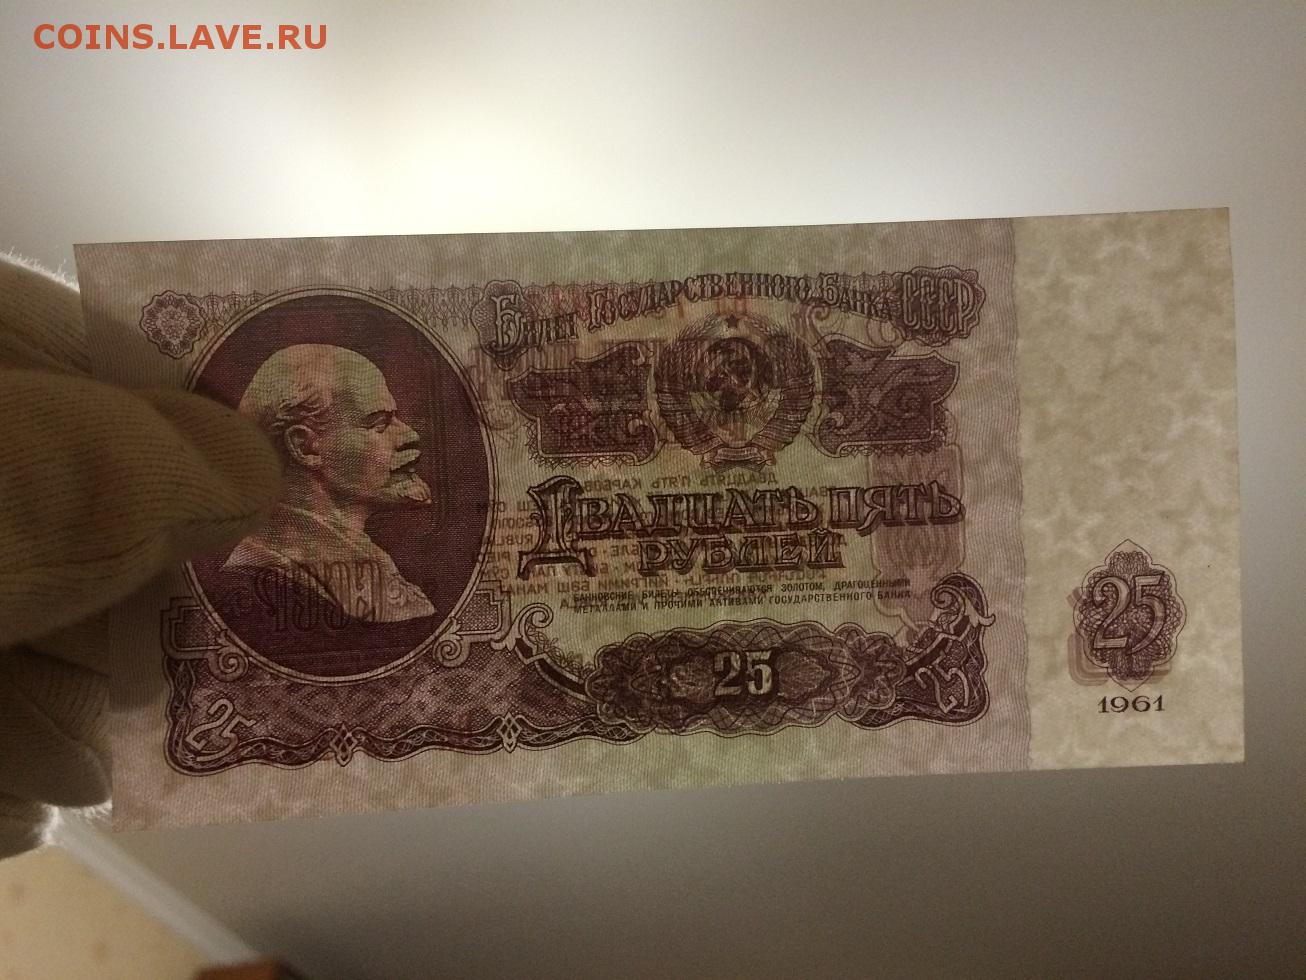 COINS.LAVE.RU
Билет Государственного Банка СССР
Двадцать пять
рублей
БАНКОВСКИЕ БИЛЕТЫ ОБЕСПЕЧИВАЮТСЯ ЗОЛОТОМ, ДРАГОЦЕННЫМИ
МЕТАЛЛАМИ И ПРОЧИМИ АКТИВАМИ ГОСУДАРСТВЕННОГО БАНКА
25
25
25
25
1961